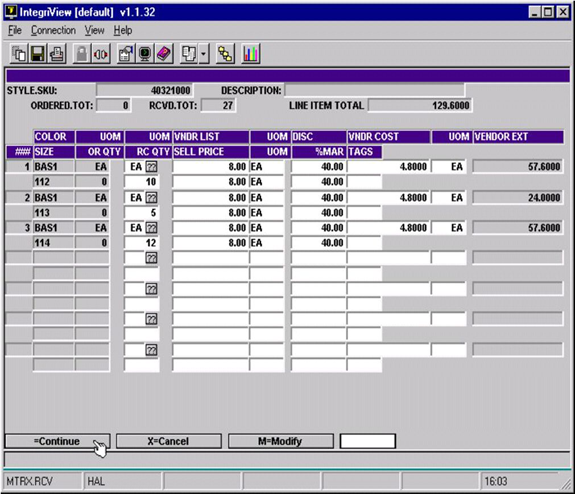 IntegriView [default] v1.1.32
File Connection View Help
STYLE.SKU: 40321000 DESCRIPTION:
ORDERED.TOT: 0 RCVD.TOT: 27 LINE ITEM TOTAL 129.6000
COLOR UOM UOM VNDR LIST UOM DISC VNDR COST UOM VENDOR EXT
### SIZE OR QTY RC QTY SELL PRICE UOM %MAR TAGS
1 BAS1 EA EA ?? 8.00 EA 40.00 4.8000 EA 57.6000
112 0 10 8.00 EA 40.00
2 BAS1 EA EA ?? 8.00 EA 40.00 4.8000 EA 24.0000
113 0 5 8.00 EA 40.00
3 BAS1 EA EA ?? 8.00 EA 40.00 4.8000 EA 57.6000
114 0 12 8.00 EA 40.00
??
??
??
??
=Continue X=Cancel M=Modify
MTRX.RCV HAL 16:03